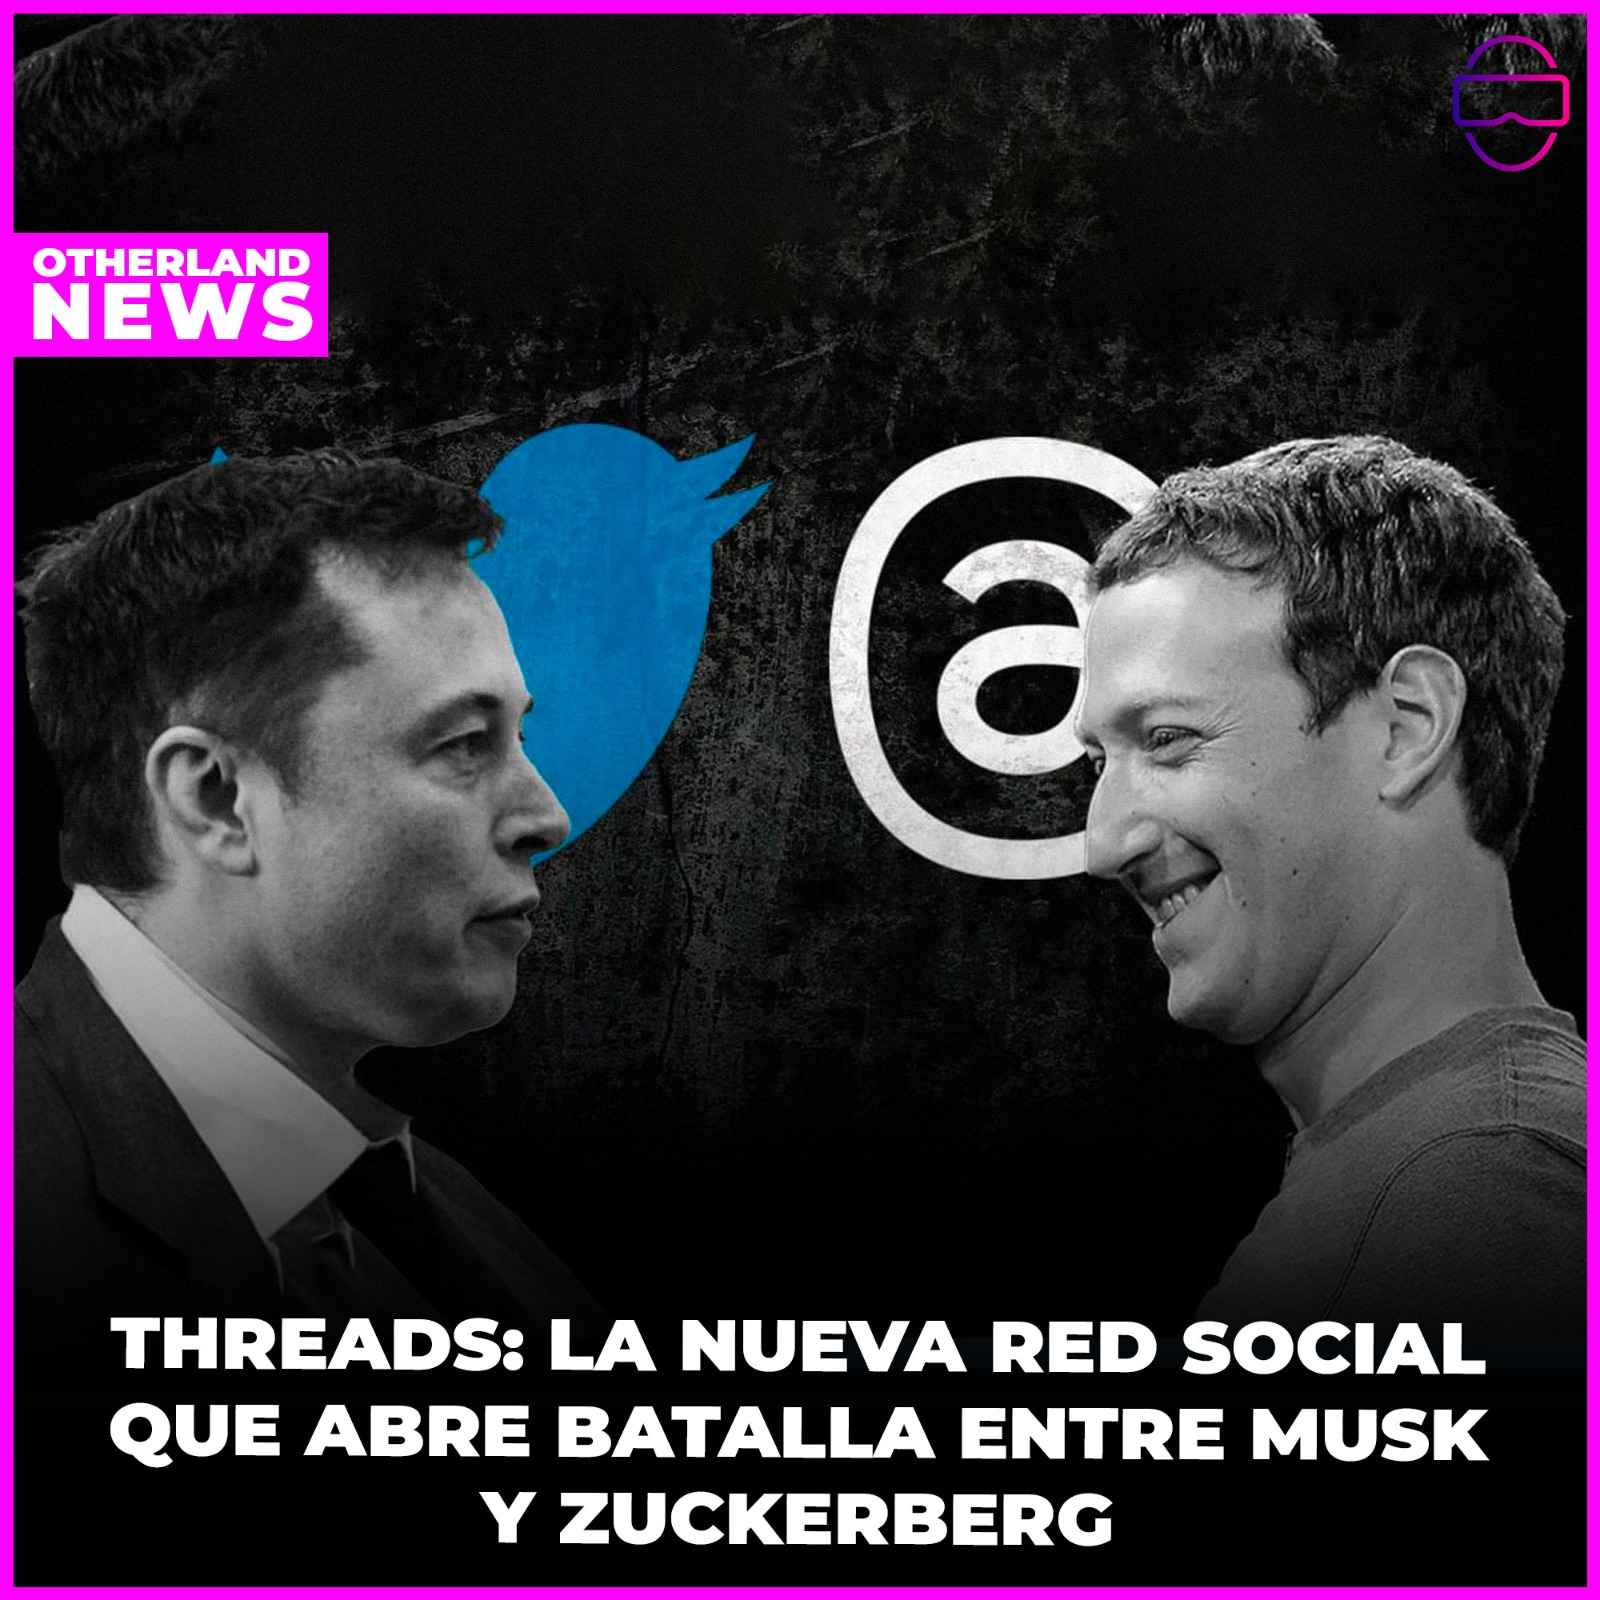 OTHERLAND
NEWS
THREADS: LA NUEVA RED SOCIAL
QUE ABRE BATALLA ENTRE MUSK
Y ZUCKERBERG